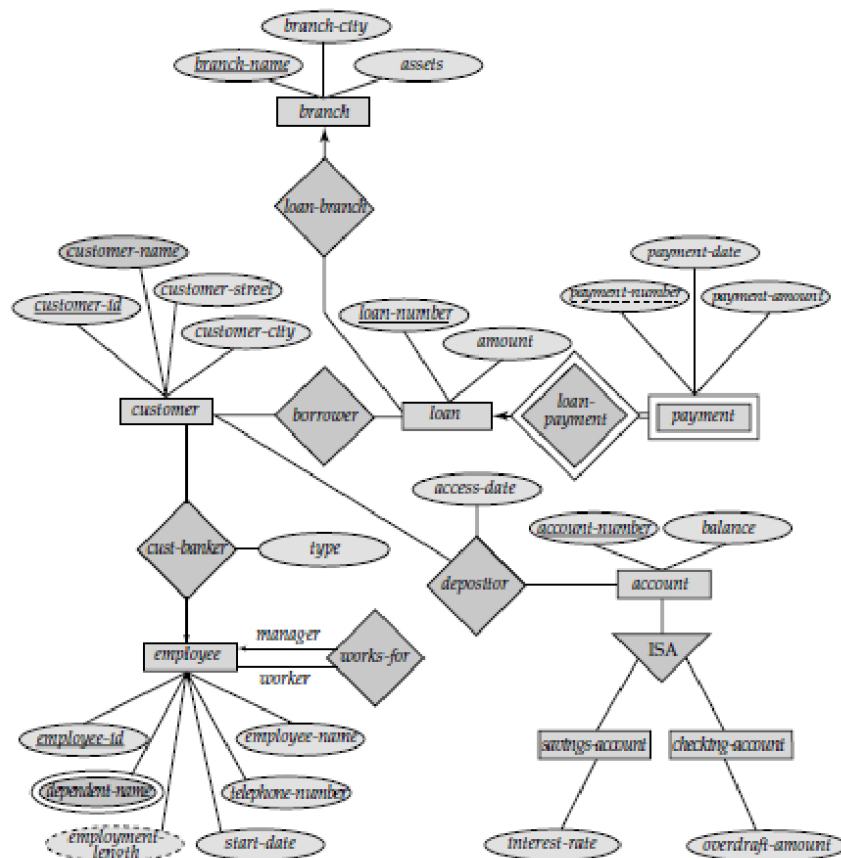 branch-city
branch-name
assets
branch
loan-branch
customer-name
payment-date
customer-street
customer-id
loan-number
payment-number
payment-amount
customer-city
amount
customer
borrower
loan
loan-
payment
payment
access-date
account-number
balance
cust-banker
type
depositor
account
manager
employee
works-for
ISA
worker
employee-id
employee-name
savings-account
checking-account
dependent-name
telephone-number
employment-
length
start-date
interest-rate
overdraft-amount